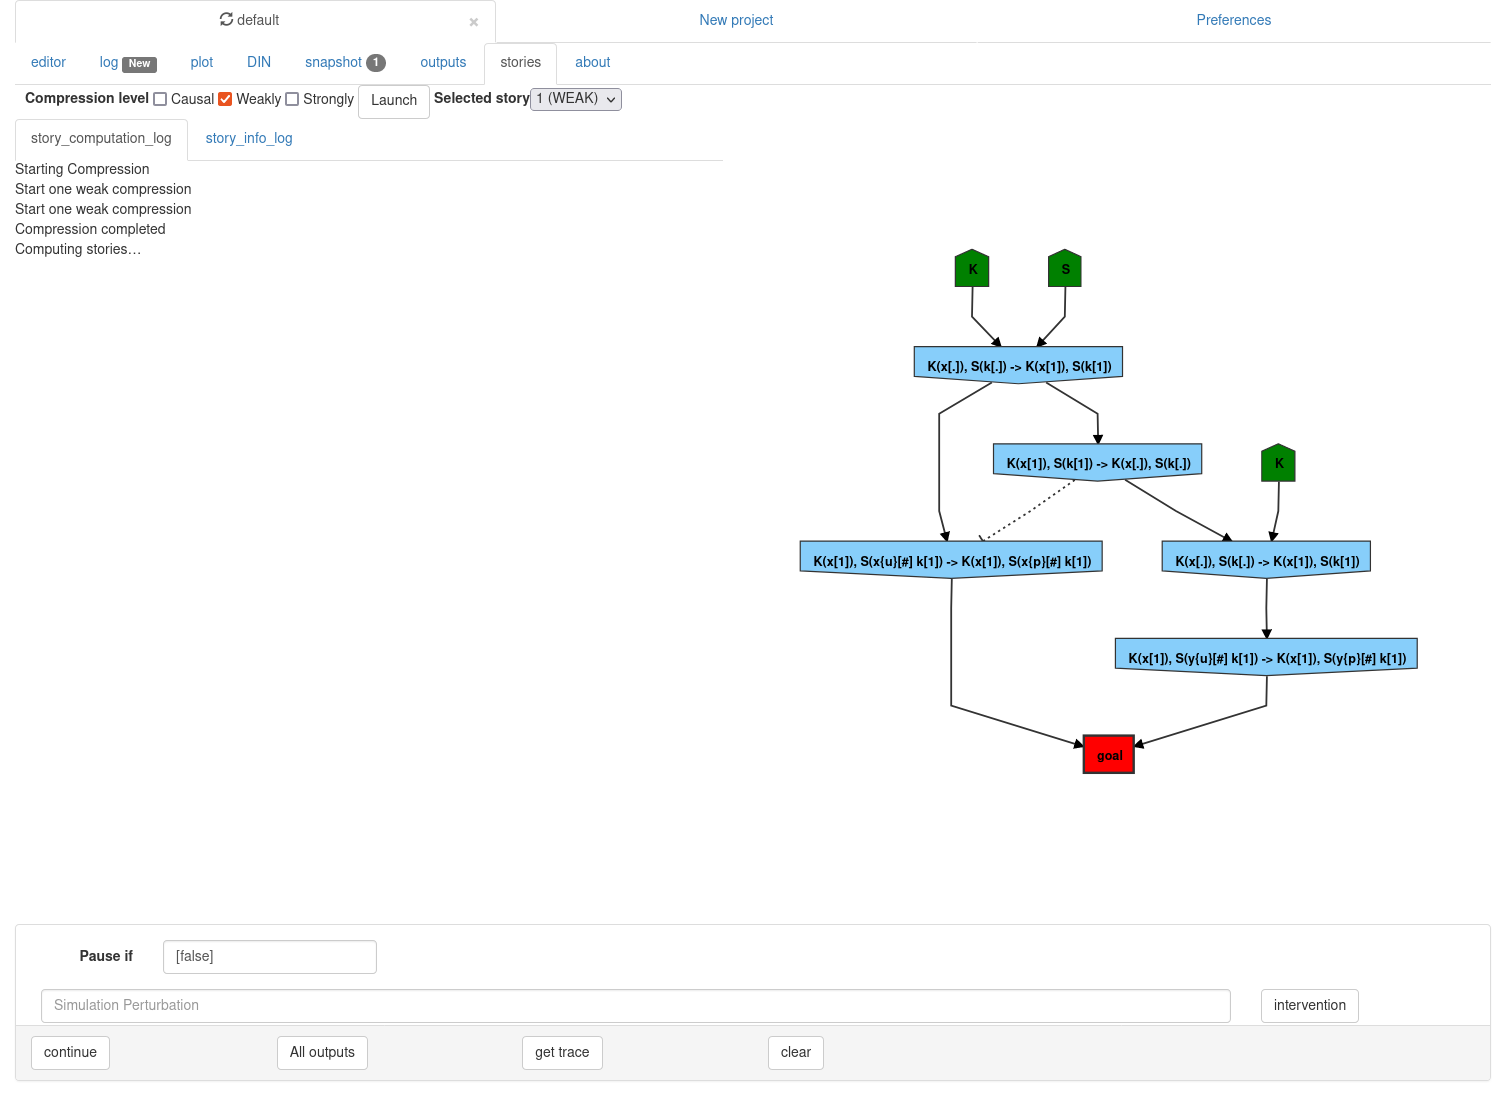 default × New project Preferences
editor log New plot DIN snapshot 1 outputs stories about
Compression level Causal Weakly Strongly Launch Selected story 1 (WEAK)
story_computation_log story_info_log
Starting Compression
Start one weak compression
Start one weak compression
Compression completed
Computing stories…
K S
K(x[.]), S(k[.]) -> K(x[1]), S(k[1])
K(x[1]), S(k[1]) -> K(x[.]), S(k[.]) K
K(x[1]), S(x{u}[#] k[1]) -> K(x[1]), S(x{p}[#] k[1]) K(x[.]), S(k[.]) -> K(x[1]), S(k[1])
K(x[1]), S(y{u}[#] k[1]) -> K(x[1]), S(y{p}[#] k[1])
goal
Pause if [false]
Simulation Perturbation intervention
continue All outputs get trace clear